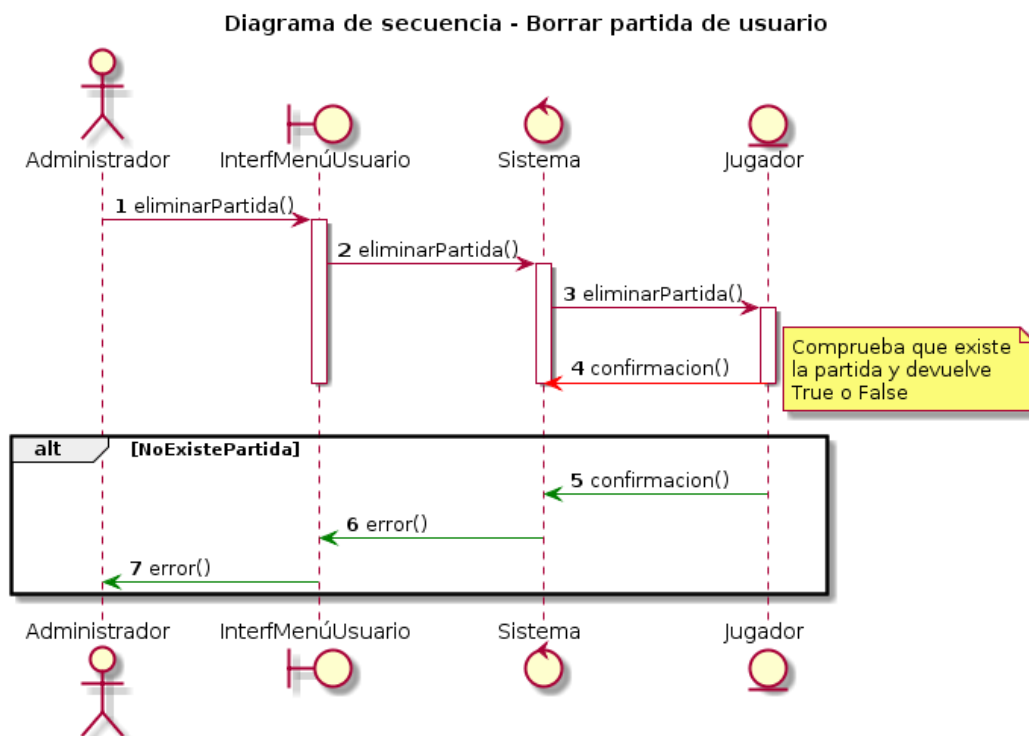 Diagrama de secuencia - Borrar partida de usuario
Administrador InterfMenúUsuario Sistema Jugador
1 eliminarPartida()
2 eliminarPartida()
3 eliminarPartida()
Comprueba que existe
la partida y devuelve
True o False
4 confirmacion()
alt [NoExistePartida]
5 confirmacion()
6 error()
7 error()
Administrador InterfMenúUsuario Sistema Jugador